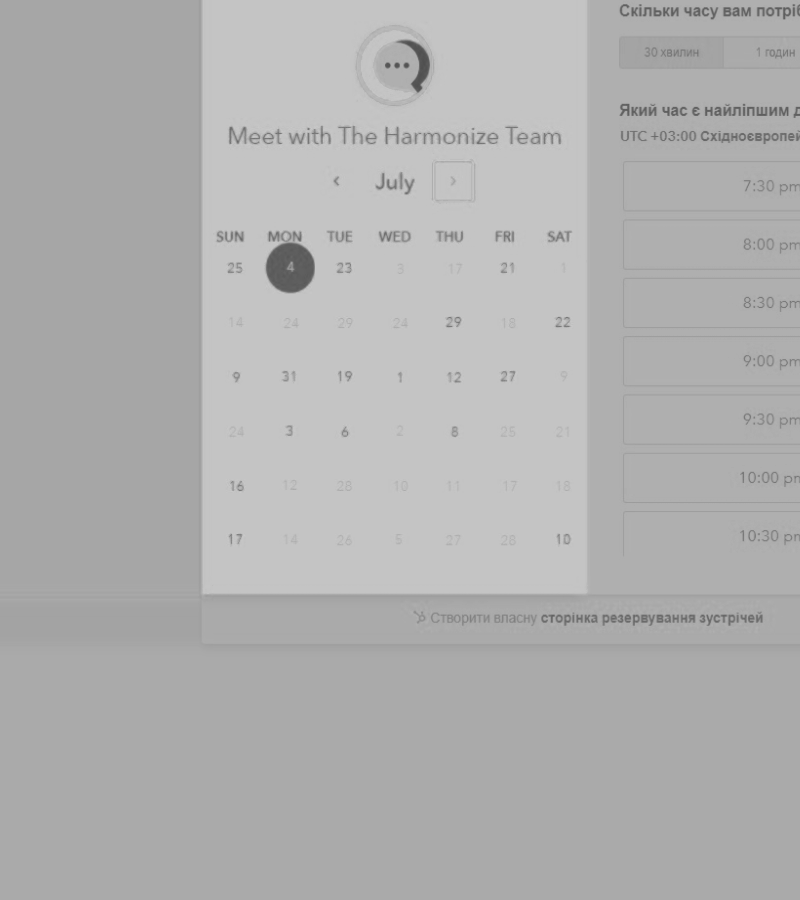 Meet with The Harmonize Team
July
SUN MON TUE WED THU FRI SAT
25 4 23 3 17 21 1
14 24 29 24 29 18 22
9 31 19 1 12 27 9
24 3 6 2 8 25 21
16 12 28 10 11 17 18
17 14 26 5 27 28 10
Скільки часу вам потріб
30 хвилин 1 годин
Який час є найліпшим д
UTC +03:00 Східноєвропей
7:30 pm
8:00 pm
8:30 pm
9:00 pm
9:30 pm
10:00 pm
10:30 pm
Створити власну сторінка резервування зустрічей